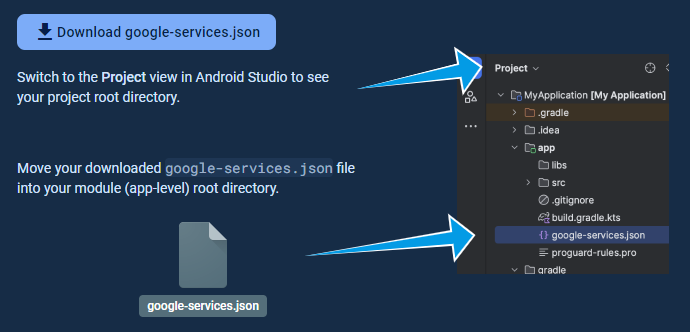 Download google-services.json
Switch to the Project view in Android Studio to see
your project root directory.
Move your downloaded google-services.json file
into your module (app-level) root directory.
google-services.json
Project
MyApplication [My Application]
.gradle
.idea
app
libs
src
.gitignore
build.gradle.kts
{} google-services.json
proguard-rules.pro
gradle